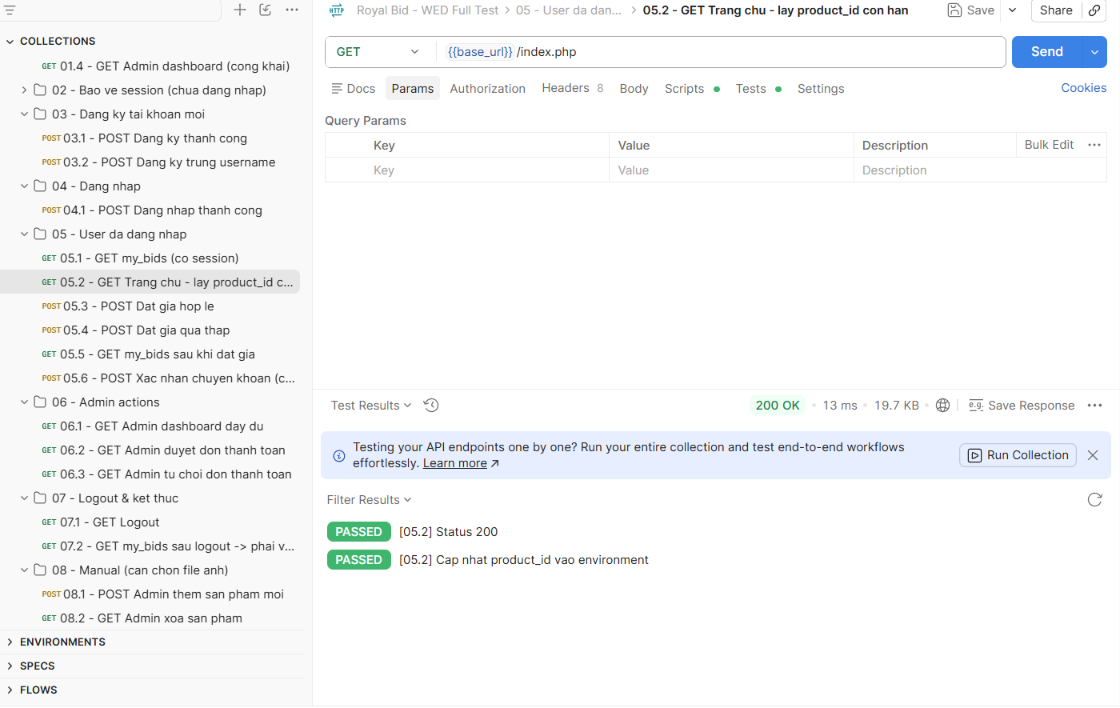 HTTP Royal Bid - WED Full Test > 05 - User da dan... > 05.2 - GET Trang chu - lay product_id con han Save Share
COLLECTIONS
GET 01.4 - GET Admin dashboard (cong khai)
02 - Bao ve session (chua dang nhap)
03 - Dang ky tai khoan moi
POST 03.1 - POST Dang ky thanh cong
POST 03.2 - POST Dang ky trung username
04 - Dang nhap
POST 04.1 - POST Dang nhap thanh cong
05 - User da dang nhap
GET 05.1 - GET my_bids (co session)
GET 05.2 - GET Trang chu - lay product_id c...
POST 05.3 - POST Dat gia hop le
POST 05.4 - POST Dat gia qua thap
GET 05.5 - GET my_bids sau khi dat gia
POST 05.6 - POST Xac nhan chuyen khoan (c...
06 - Admin actions
GET 06.1 - GET Admin dashboard day du
GET 06.2 - GET Admin duyet don thanh toan
GET 06.3 - GET Admin tu choi don thanh toan
07 - Logout & ket thuc
GET 07.1 - GET Logout
GET 07.2 - GET my_bids sau logout -> phai v...
08 - Manual (can chon file anh)
POST 08.1 - POST Admin them san pham moi
GET 08.2 - GET Admin xoa san pham
ENVIRONMENTS
SPECS
FLOWS
GET {{base_url}} /index.php Send
Docs Params Authorization Headers 8 Body Scripts Tests Settings Cookies
Query Params
Key Value Description Bulk Edit
Key Value Description
Test Results 200 OK 13 ms 19.7 KB e.g. Save Response
Testing your API endpoints one by one? Run your entire collection and test end-to-end workflows
effortlessly. Learn more ↗ Run Collection
Filter Results
PASSED [05.2] Status 200
PASSED [05.2] Cap nhat product_id vao environment